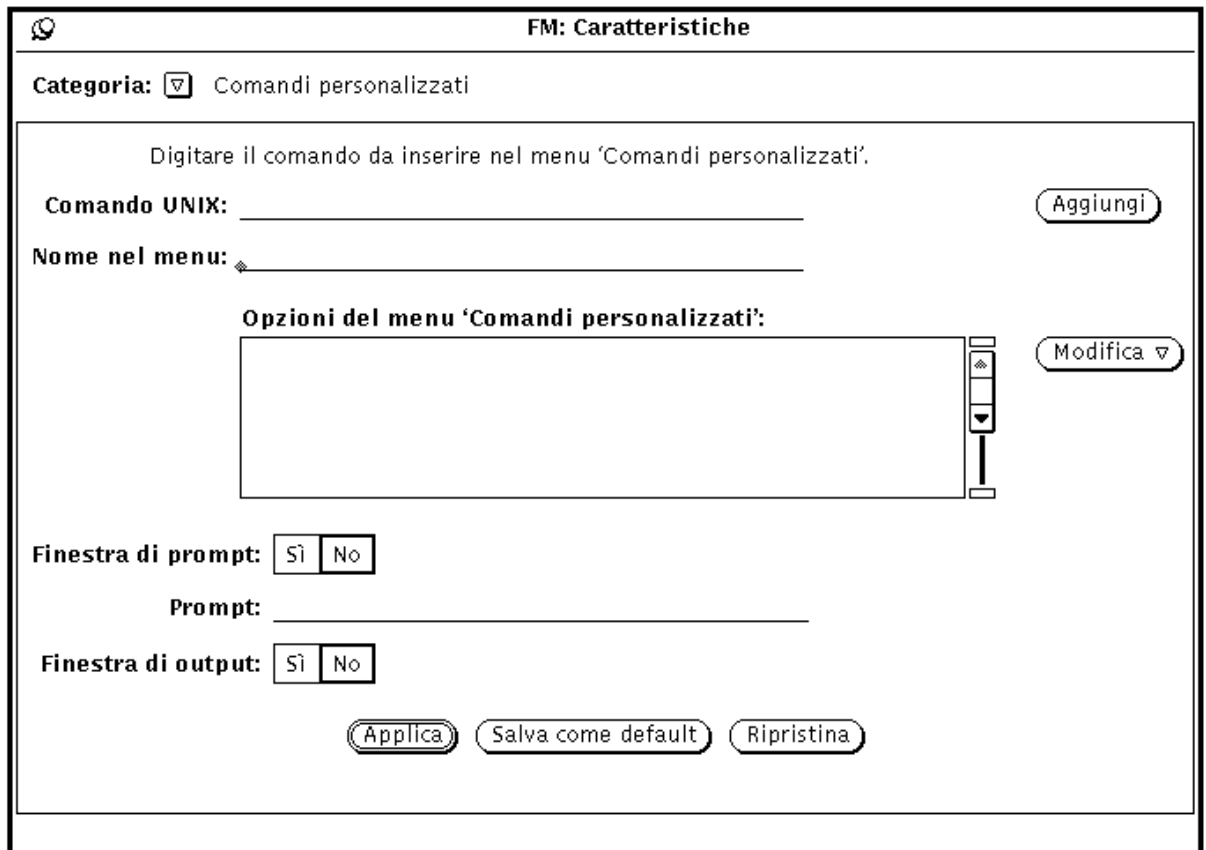 FM: Caratteristiche
Categoria: Comandi personalizzati
Digitare il comando da inserire nel menu ‘Comandi personalizzati’.
Comando UNIX: Aggiungi
Nome nel menu:
Opzioni del menu ‘Comandi personalizzati’:
Modifica
Finestra di prompt: Sì No
Prompt:
Finestra di output: Sì No
Applica Salva come default Ripristina